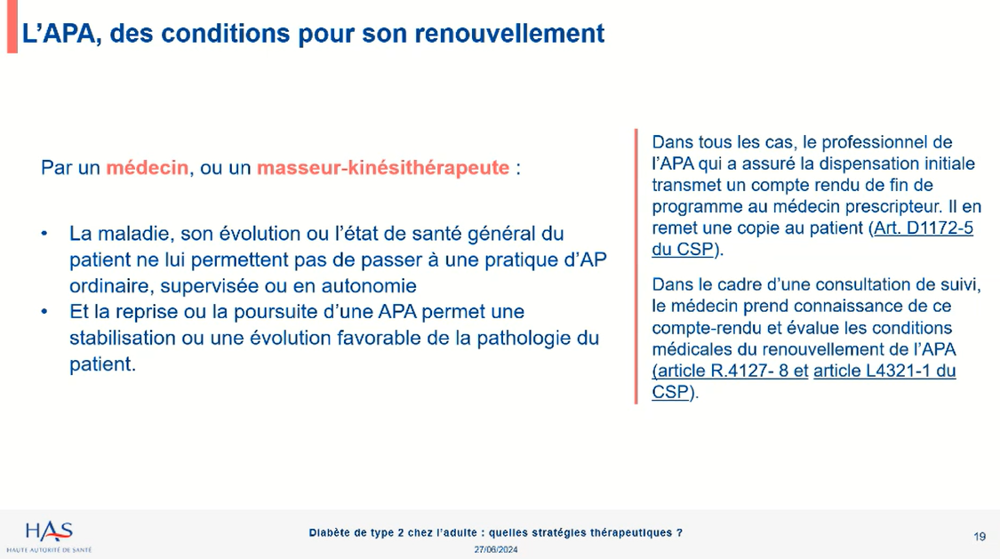 L’APA, des conditions pour son renouvellement
Par un médecin, ou un masseur-kinésithérapeute :
• La maladie, son évolution ou l’état de santé général du
patient ne lui permettent pas de passer à une pratique d’AP
ordinaire, supervisée ou en autonomie
• Et la reprise ou la poursuite d’une APA permet une
stabilisation ou une évolution favorable de la pathologie du
patient.
Dans tous les cas, le professionnel de
l’APA qui a assuré la dispensation initiale
transmet un compte rendu de fin de
programme au médecin prescripteur. Il en
remet une copie au patient (Art. D1172-5
du CSP).
Dans le cadre d’une consultation de suivi,
le médecin prend connaissance de ce
compte-rendu et évalue les conditions
médicales du renouvellement de l’APA
(article R.4127- 8 et article L4321-1 du
CSP).
HAS
HAUTE AUTORITÉ DE SANTÉ
Diabète de type 2 chez l’adulte : quelles stratégies thérapeutiques ?
27/06/2024
19